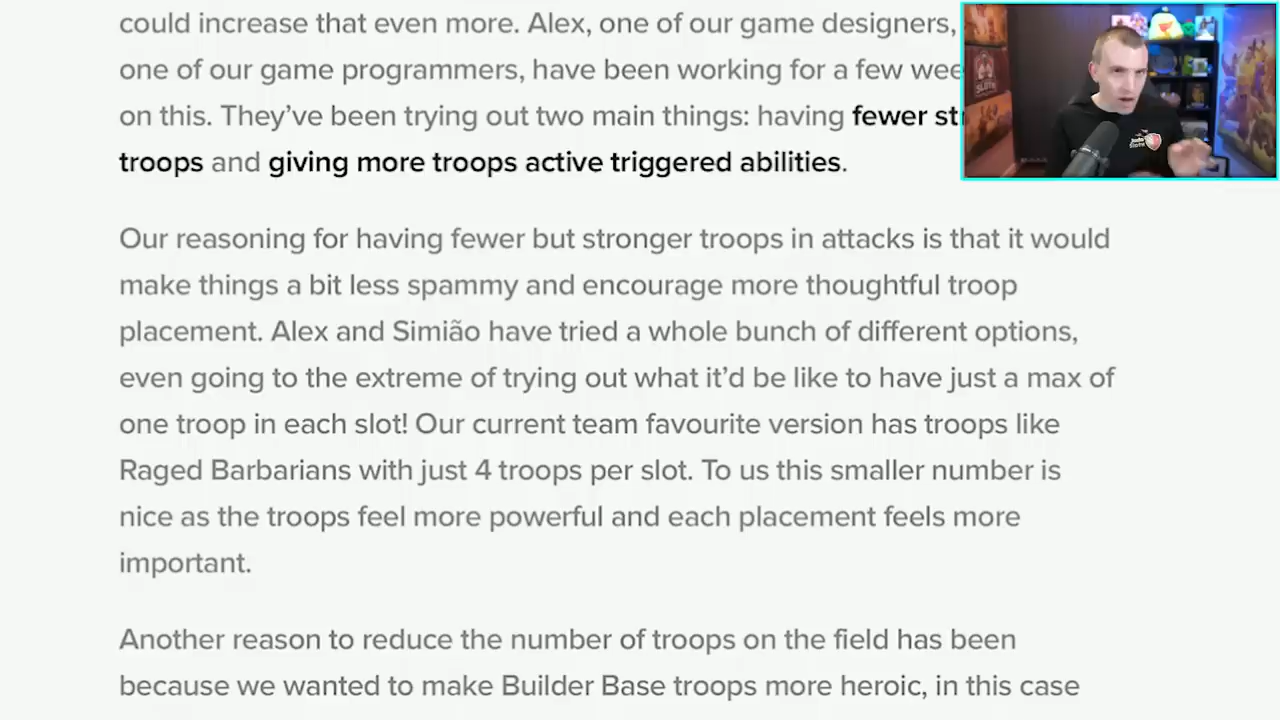 could increase that even more. Alex, one of our game designers,
one of our game programmers, have been working for a few
on this. They've been trying out two main things: having fewer
troops and giving more troops active triggered abilities.
Our reasoning for having fewer but stronger troops in attacks is that it would
make things a bit less spammy and encourage more thoughtful troop
placement. Alex and Simião have tried a whole bunch of different options,
even going to the extreme of trying out what it'd be like to have just a max of
one troop in each slot! Our current team favourite version has troops like
Raged Barbarians with just 4 troops per slot. To us this smaller number is
nice as the troops feel more powerful and each placement feels more
important.
Another reason to reduce the number of troops on the field has been
because we wanted to make Builder Base troops more heroic, in this case